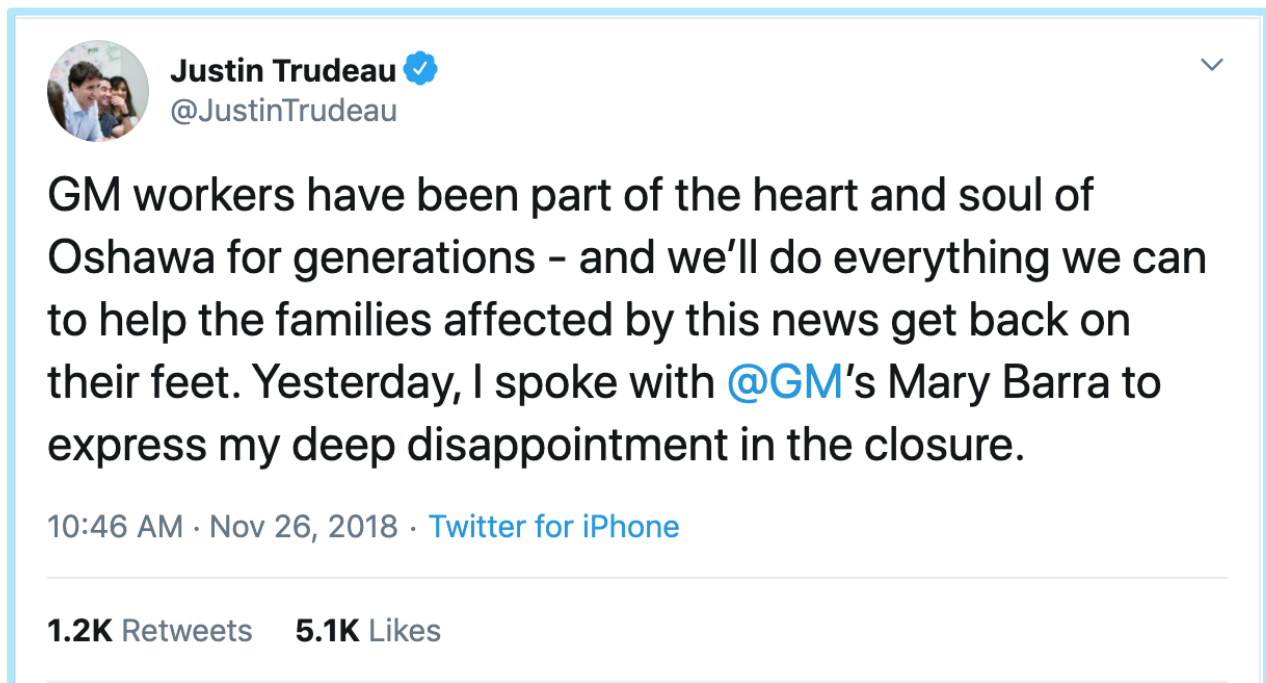 Justin Trudeau
@JustinTrudeau
GM workers have been part of the heart and soul of
Oshawa for generations - and we’ll do everything we can
to help the families affected by this news get back on
their feet. Yesterday, I spoke with @GM’s Mary Barra to
express my deep disappointment in the closure.
10:46 AM · Nov 26, 2018 · Twitter for iPhone
1.2K Retweets 5.1K Likes